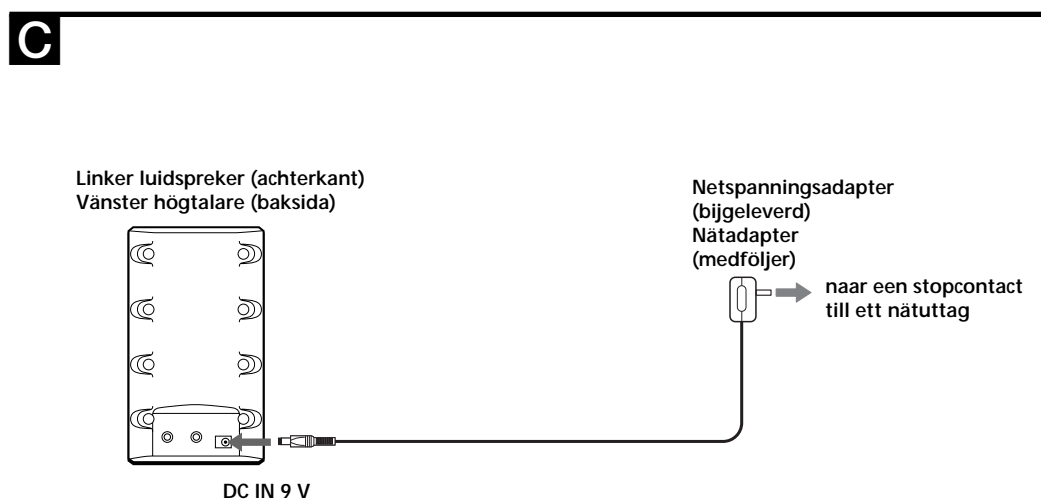 C
Linker luidspreker (achterkant)
Vänster högtalare (baksida)
Netspanningsadapter
(bijgeleverd)
Nätadapter
(medföljer)
naar een stopcontact
till ett nätuttag
DC IN 9 V